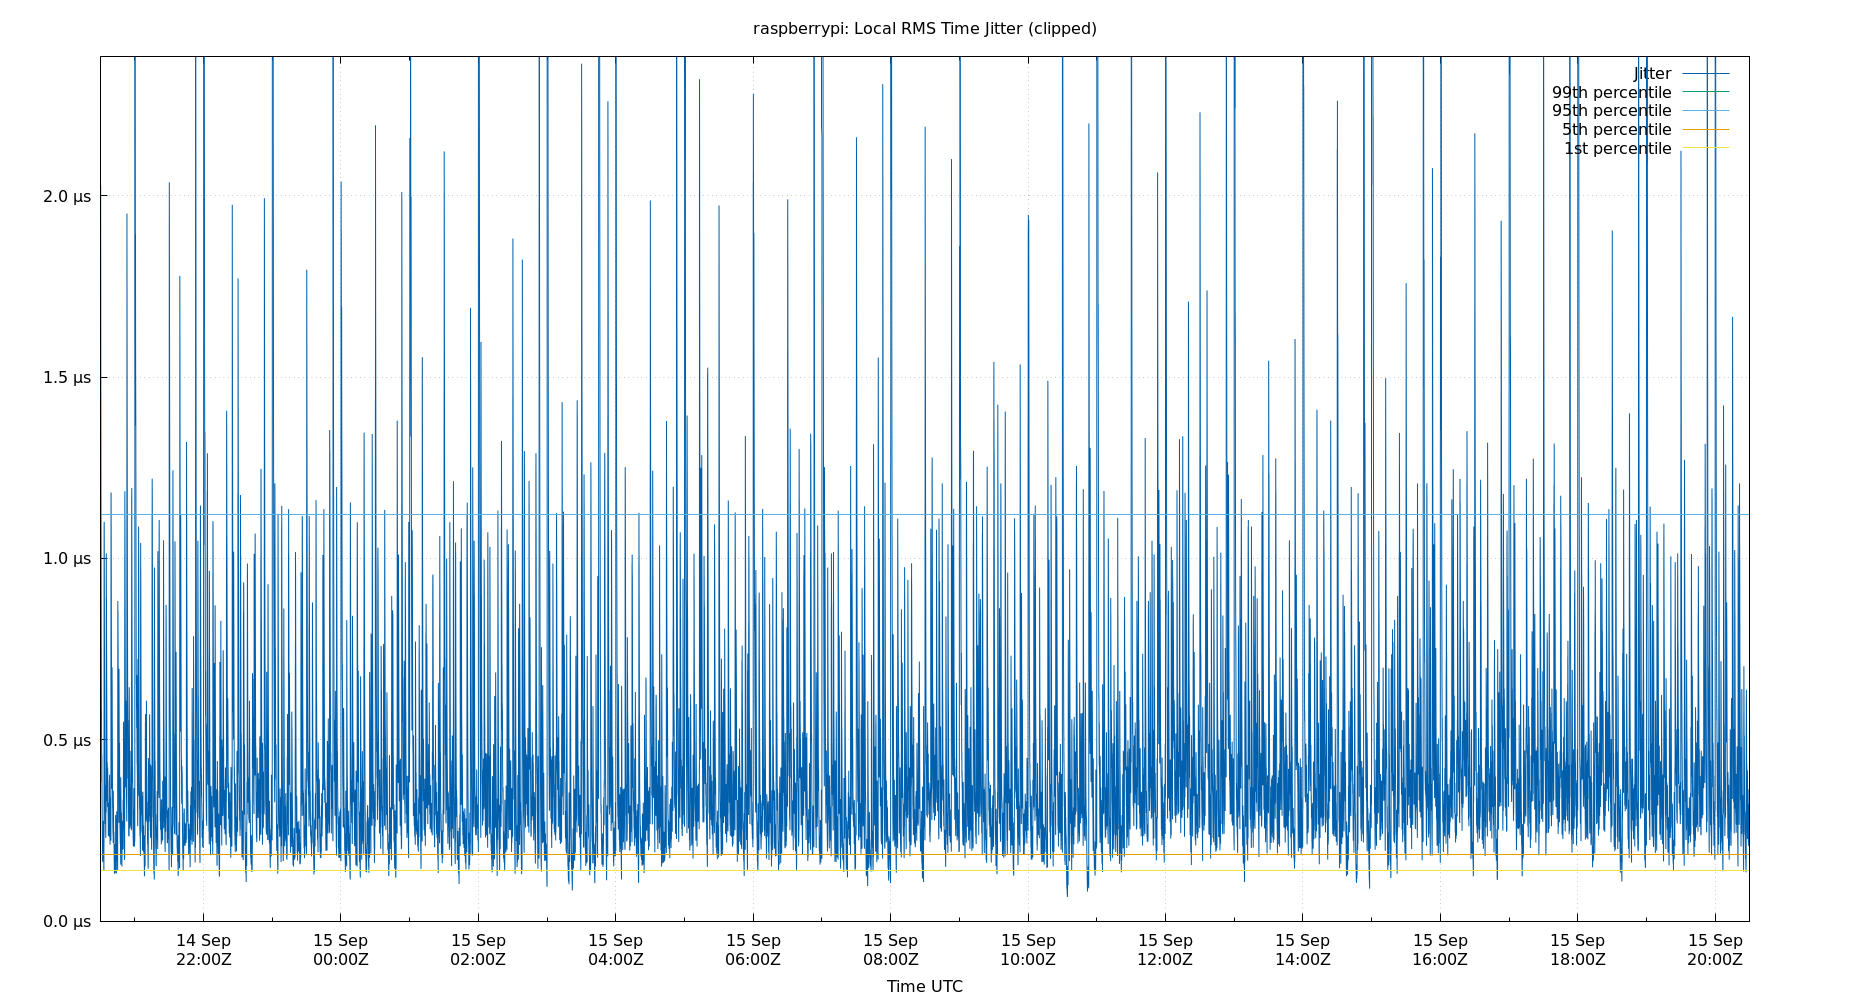 raspberrypi: Local RMS Time Jitter (clipped)
Jitter
99th percentile
95th percentile
5th percentile
1st percentile
2.0 µs
1.5 µs
1.0 µs
0.5 µs
0.0 µs
14 Sep 15 Sep 15 Sep 15 Sep 15 Sep 15 Sep 15 Sep 15 Sep 15 Sep 15 Sep 15 Sep 15 Sep
22:00Z 00:00Z 02:00Z 04:00Z 06:00Z 08:00Z 10:00Z 12:00Z 14:00Z 16:00Z 18:00Z 20:00Z
Time UTC